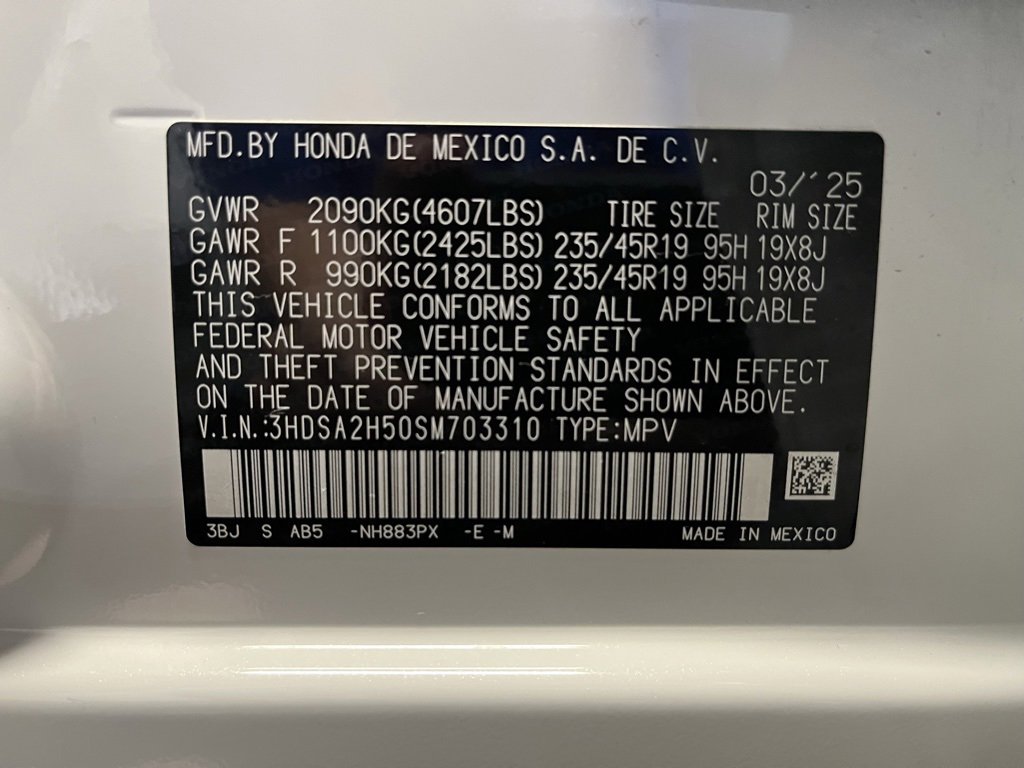 MFD.BY HONDA DE MEXICO S.A. DE C.V.
03/'25
GVWR 2090KG(4607LBS) TIRE SIZE RIM SIZE
GAWR F 1100KG(2425LBS) 235/45R19 95H 19X8J
GAWR R 990KG(2182LBS) 235/45R19 95H 19X8J
THIS VEHICLE CONFORMS TO ALL APPLICABLE
FEDERAL MOTOR VEHICLE SAFETY
AND THEFT PREVENTION STANDARDS IN EFFECT
ON THE DATE OF MANUFACTURE SHOWN ABOVE.
V.I.N.:3HDSA2H50SM703310 TYPE:MPV
3BJ S AB5 -NH883PX -E -M MADE IN MEXICO